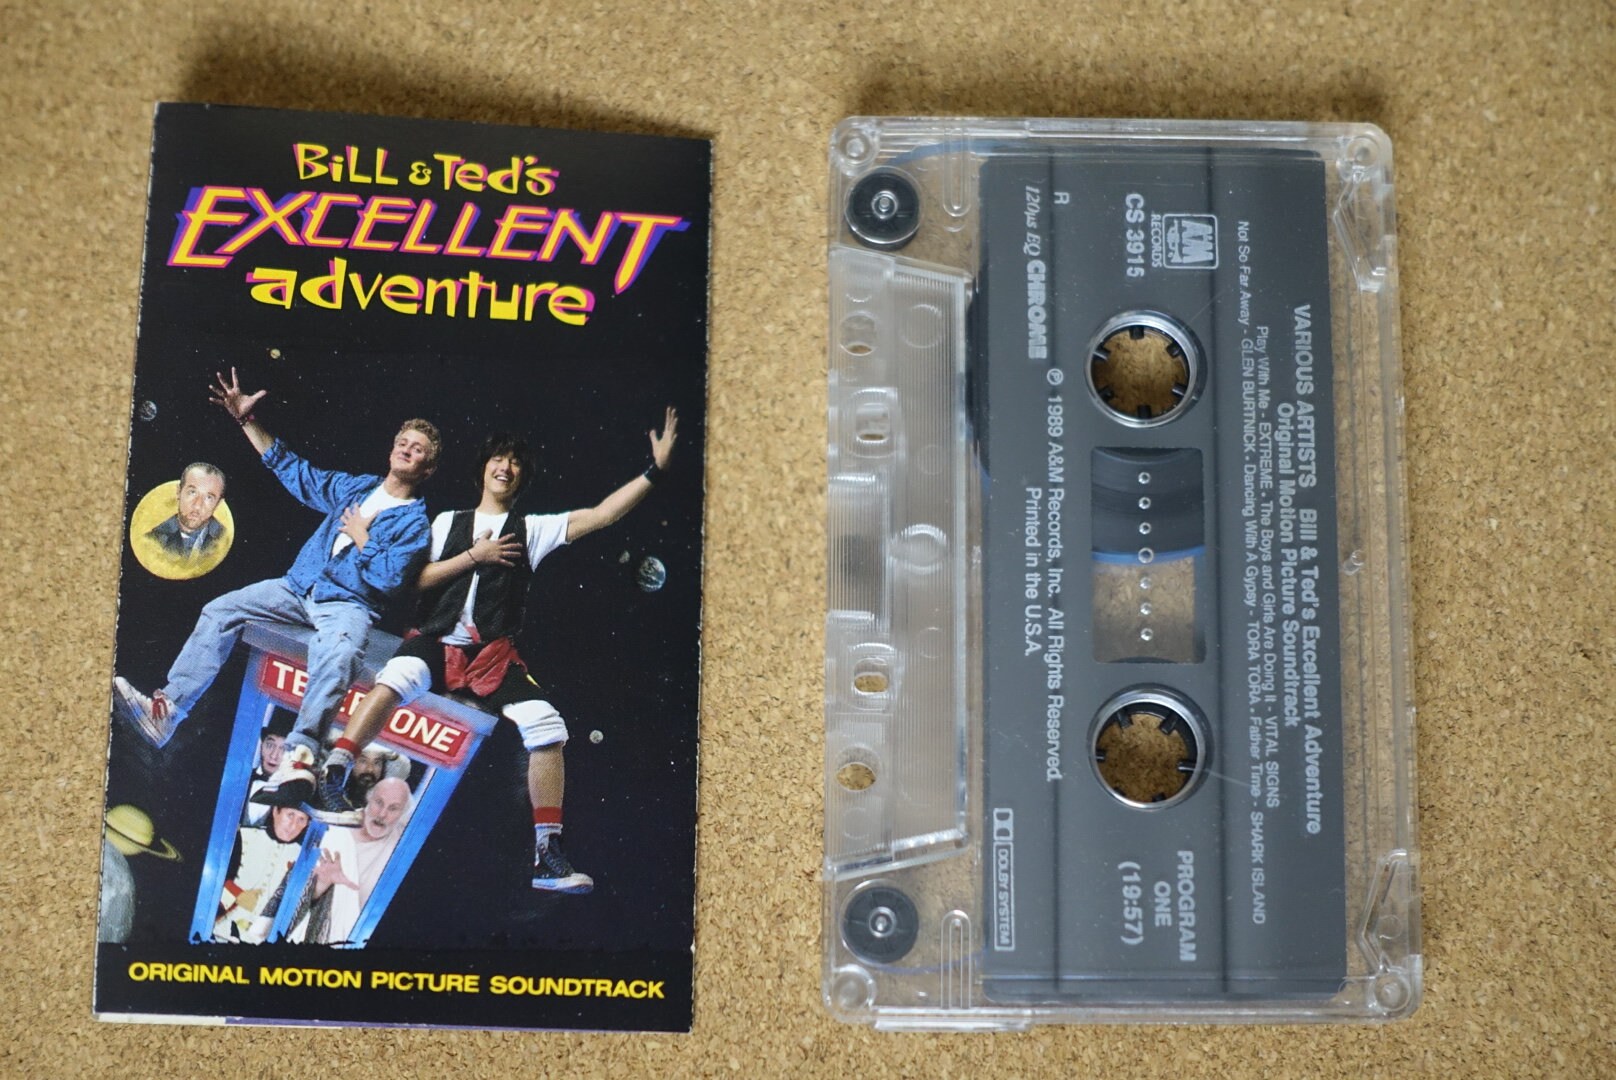 BiLL & Ted's
EXCELLENT
adventure
TE
ONE
ORIGINAL MOTION PICTURE SOUNDTRACK
VARIOUS ARTISTS Bill & Ted's Excellent Adventure
Original Motion Picture Soundtrack
Play With Me - EXTREME • The Boys and Girls Are Doing It - VITAL SIGNS
Not So Far Away - GLEN BURTNICK • Dancing With A Gypsy - TORA TORA • Father Time - SHARK ISLAND
A&M
RECORDS
CS 3915
PROGRAM
ONE
(19:57)
R
120µs EQ CHROME
℗ 1989 A&M Records, Inc. All Rights Reserved.
Printed in the U.S.A.
DOLBY SYSTEM